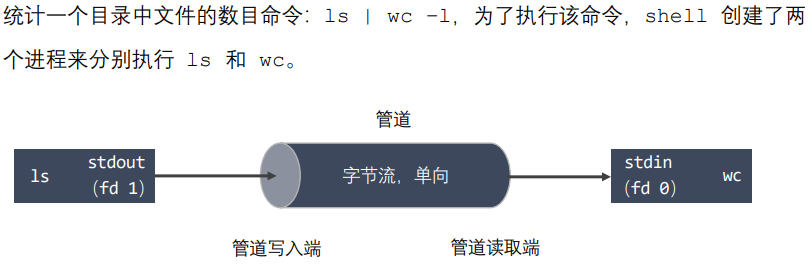 统计一个目录中文件的数目命令：ls | wc –l，为了执行该命令，shell 创建了两
个进程来分别执行 ls 和 wc。
管道
ls
stdout
(fd 1)
字节流，单向
stdin
(fd 0)
wc
管道写入端
管道读取端